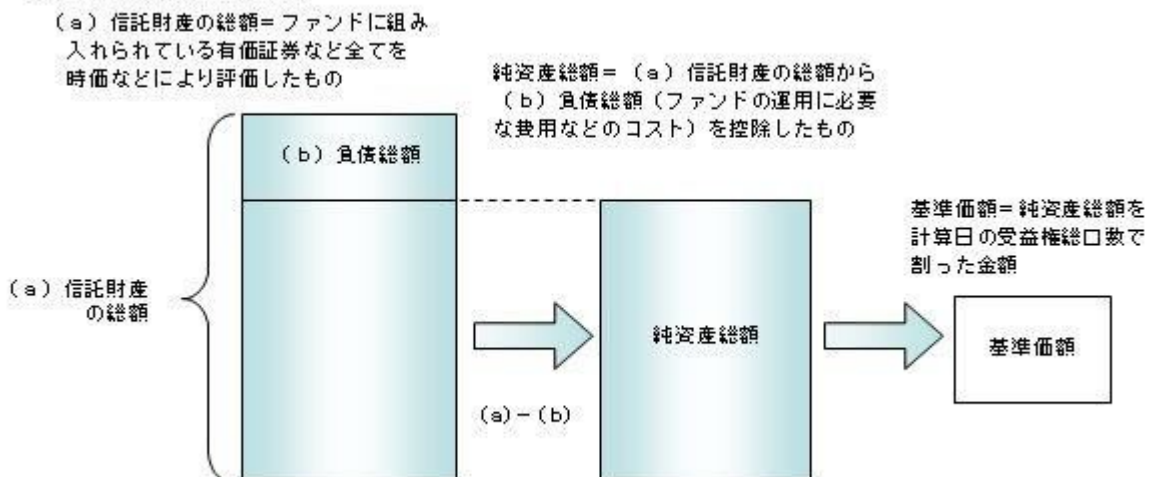 (a) 信託財産の総額=ファンドに組み
入れられている有価証券など全てを
時価などにより評価したもの
純資産総額= (a) 信託財産の総額から
(b) 負債総額(ファンドの運用に必要
な費用などのコスト)を控除したもの
(b) 負債総額
基準価額=純資産総額を
計算日の受益権総口数で
割った金額
(a) 信託財産
の総額
純資産総額
基準価額
(a)-(b)